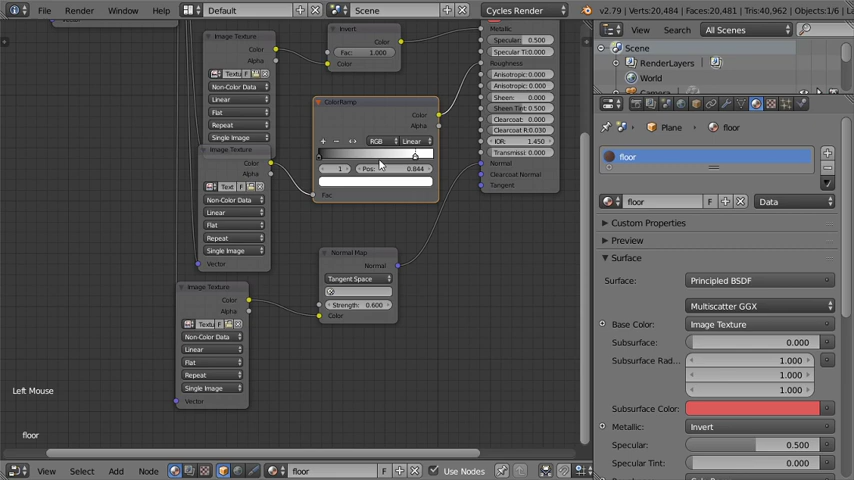 File Render Window Help Default Scene Cycles Render v2.79 | Verts:20,484 | Faces:20,481 | Tris:40,962 | Objects:1/6
View Search All Scenes
Scene
RenderLayers
World
Plane floor
floor
floor F Data
Custom Properties
Preview
Surface
Surface: Principled BSDF
Multiscatter GGX
Base Color: Image Texture
Subsurface: 0.000
Subsurface Rad... 1.000
1.000
1.000
Subsurface Color:
Metallic: Invert
Specular: 0.500
Specular Tint: 0.000
Image Texture
Color
Alpha
Textu F
Non-Color Data
Linear
Flat
Repeat
Single Image
Image Texture
Color
Alpha
Text F
Non-Color Data
Linear
Flat
Repeat
Single Image
Vector
Image Texture
Color
Alpha
Textu F
Non-Color Data
Linear
Flat
Repeat
Single Image
Vector
Invert
Color
Fac: 1.000
Color
ColorRamp
Color
Alpha
RGB Linear
1 Pos: 0.844
Fac
Normal Map
Normal
Tangent Space
Strength: 0.600
Color
Metallic
Specular: 0.500
Specular Ti:0.000
Roughness
Anisotropic: 0.000
Anisotropic: 0.000
Sheen: 0.000
Sheen Tint: 0.500
Clearcoat: 0.000
Clearcoat R:0.030
IOR: 1.450
Transmissi: 0.000
Normal
Clearcoat Normal
Tangent
Left Mouse
floor
View Select Add Node floor F Use Nodes